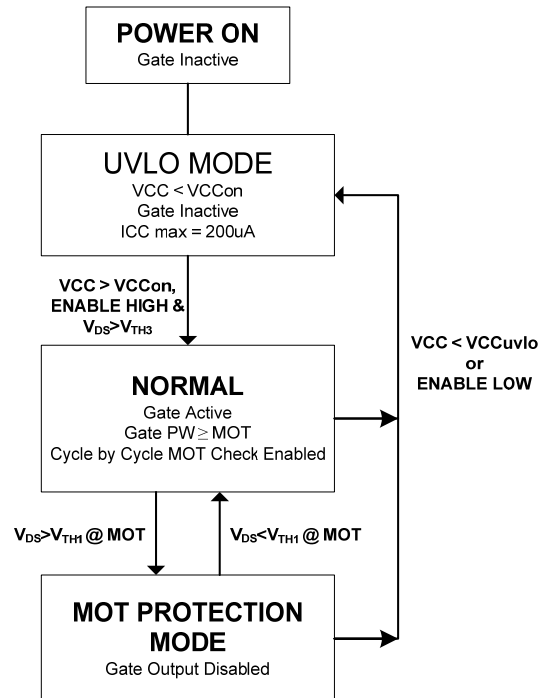 POWER ON
Gate Inactive
UVLO MODE
VCC < VCCon
Gate Inactive
ICC max = 200uA
VCC > VCCon,
ENABLE HIGH &
VDS>VTH3
VCC < VCCuvlo
or
ENABLE LOW
NORMAL
Gate Active
Gate PW ≥ MOT
Cycle by Cycle MOT Check Enabled
VDS>VTH1 @ MOT
VDS<VTH1 @ MOT
MOT PROTECTION
MODE
Gate Output Disabled